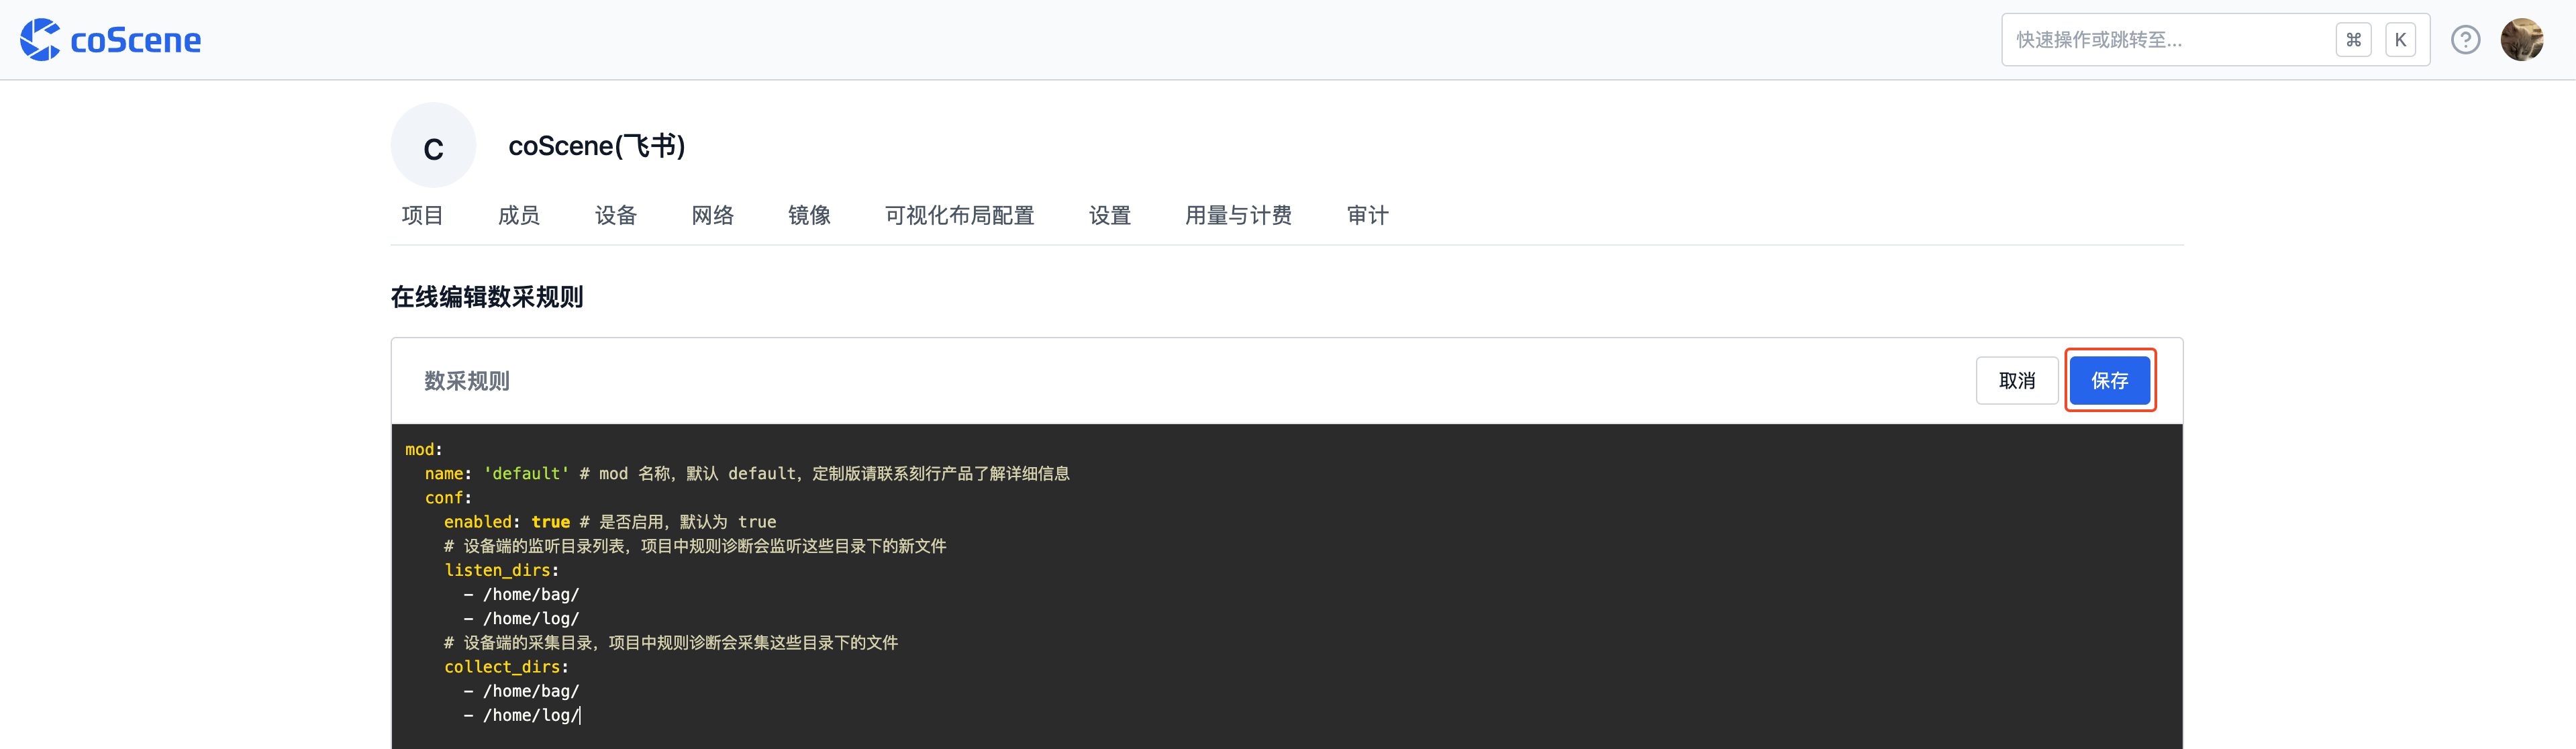 coScene
快速操作或跳转至...
⌘ K
C
coScene(飞书)
项目 成员 设备 网络 镜像 可视化布局配置 设置 用量与计费 审计
在线编辑数采规则
数采规则
取消 保存
mod:
name: 'default' # mod 名称，默认 default，定制版请联系刻行产品了解详细信息
conf:
enabled: true # 是否启用，默认为 true
# 设备端的监听目录列表，项目中规则诊断会监听这些目录下的新文件
listen_dirs:
- /home/bag/
- /home/log/
# 设备端的采集目录，项目中规则诊断会采集这些目录下的文件
collect_dirs:
- /home/bag/
- /home/log/